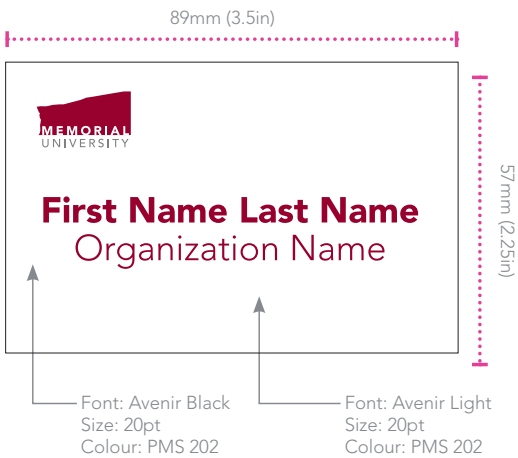 89mm (3.5in)
MEMORIAL
UNIVERSITY
First Name Last Name
Organization Name
57mm (2.25in)
Font: Avenir Black
Size: 20pt
Colour: PMS 202
Font: Avenir Light
Size: 20pt
Colour: PMS 202